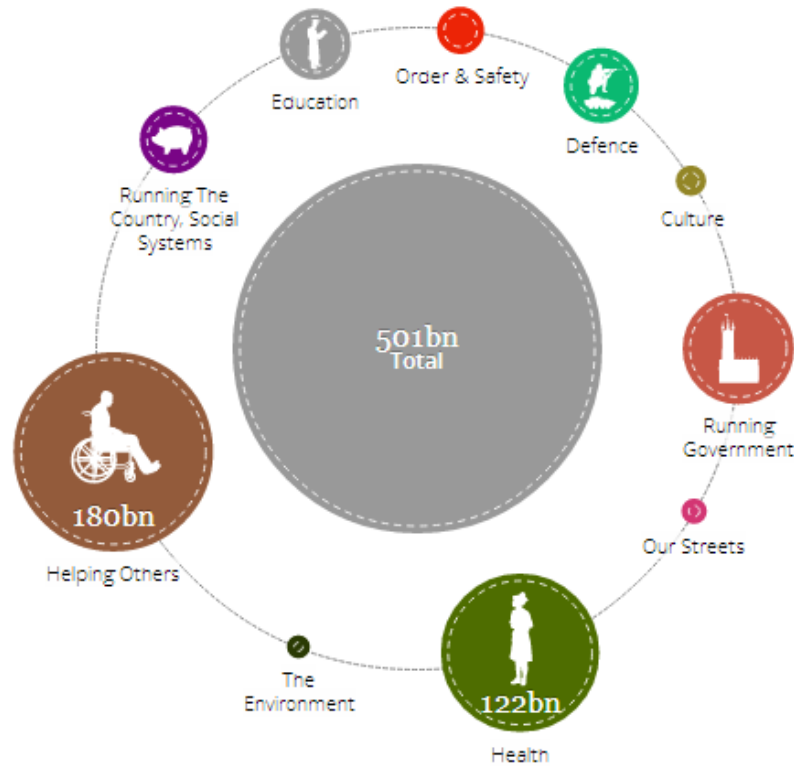 Education
Order & Safety
Defence
Running The
Country, Social
Systems
Culture
501bn
Total
Running
Government
180bn
Helping Others
Our Streets
The
Environment
122bn
Health